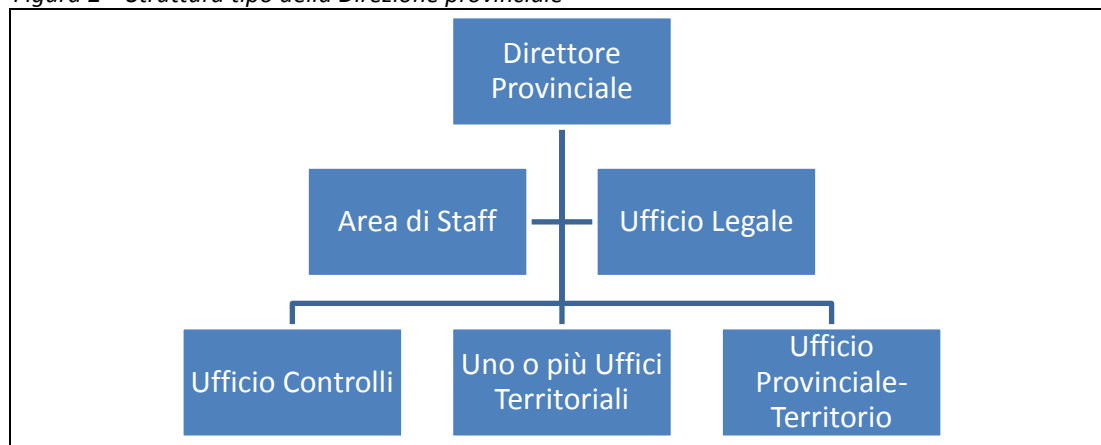 Direttore
Provinciale
Area di Staff
Ufficio Legale
Ufficio Controlli
Uno o più Uffici
Territoriali
Ufficio
Provinciale-
Territorio